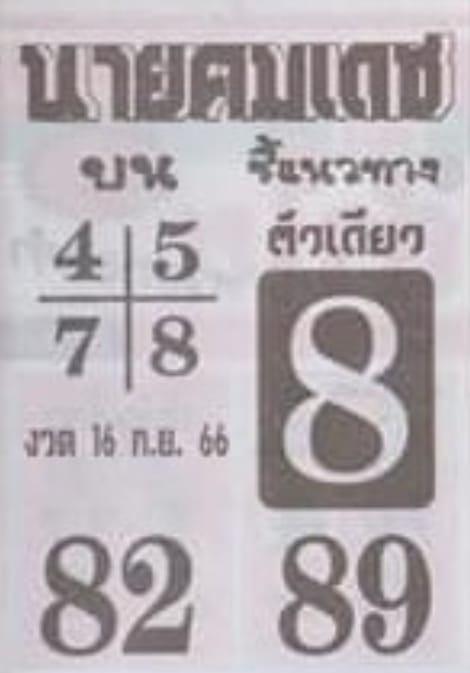 นายคมเดช
บน
ชี้แนวทาง
ตัวเดียว
4 5
7 8
8
งวด 16 ก.ย. 66
82 89